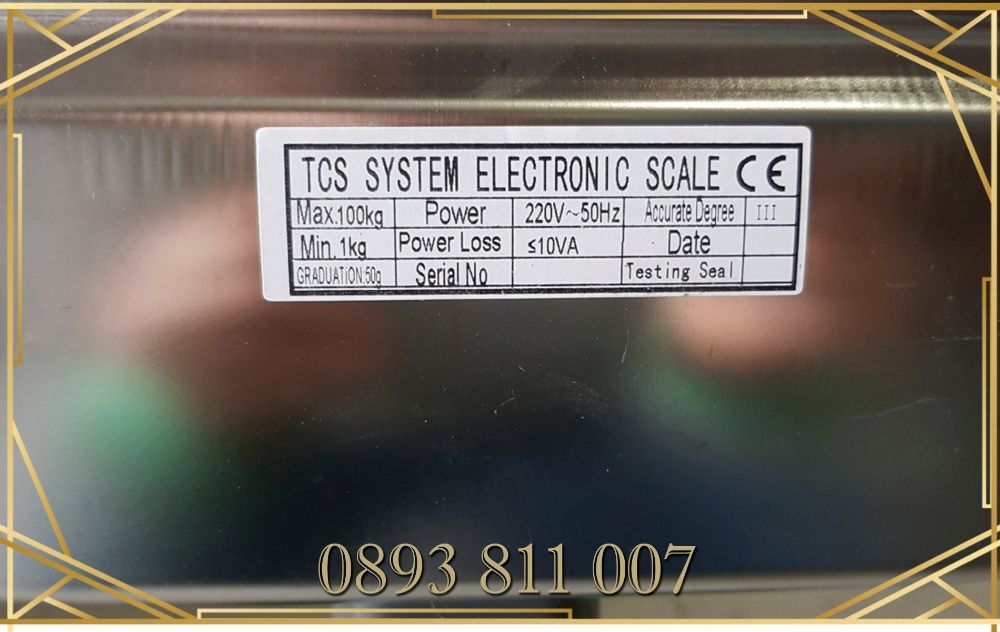 TCS SYSTEM ELECTRONIC SCALE CE
Max.100kg Power 220V~50Hz Accurate Degree III
Min. 1kg Power Loss ≤10VA Date
GRADUATION:50g Serial No Testing Seal
0893 811 007